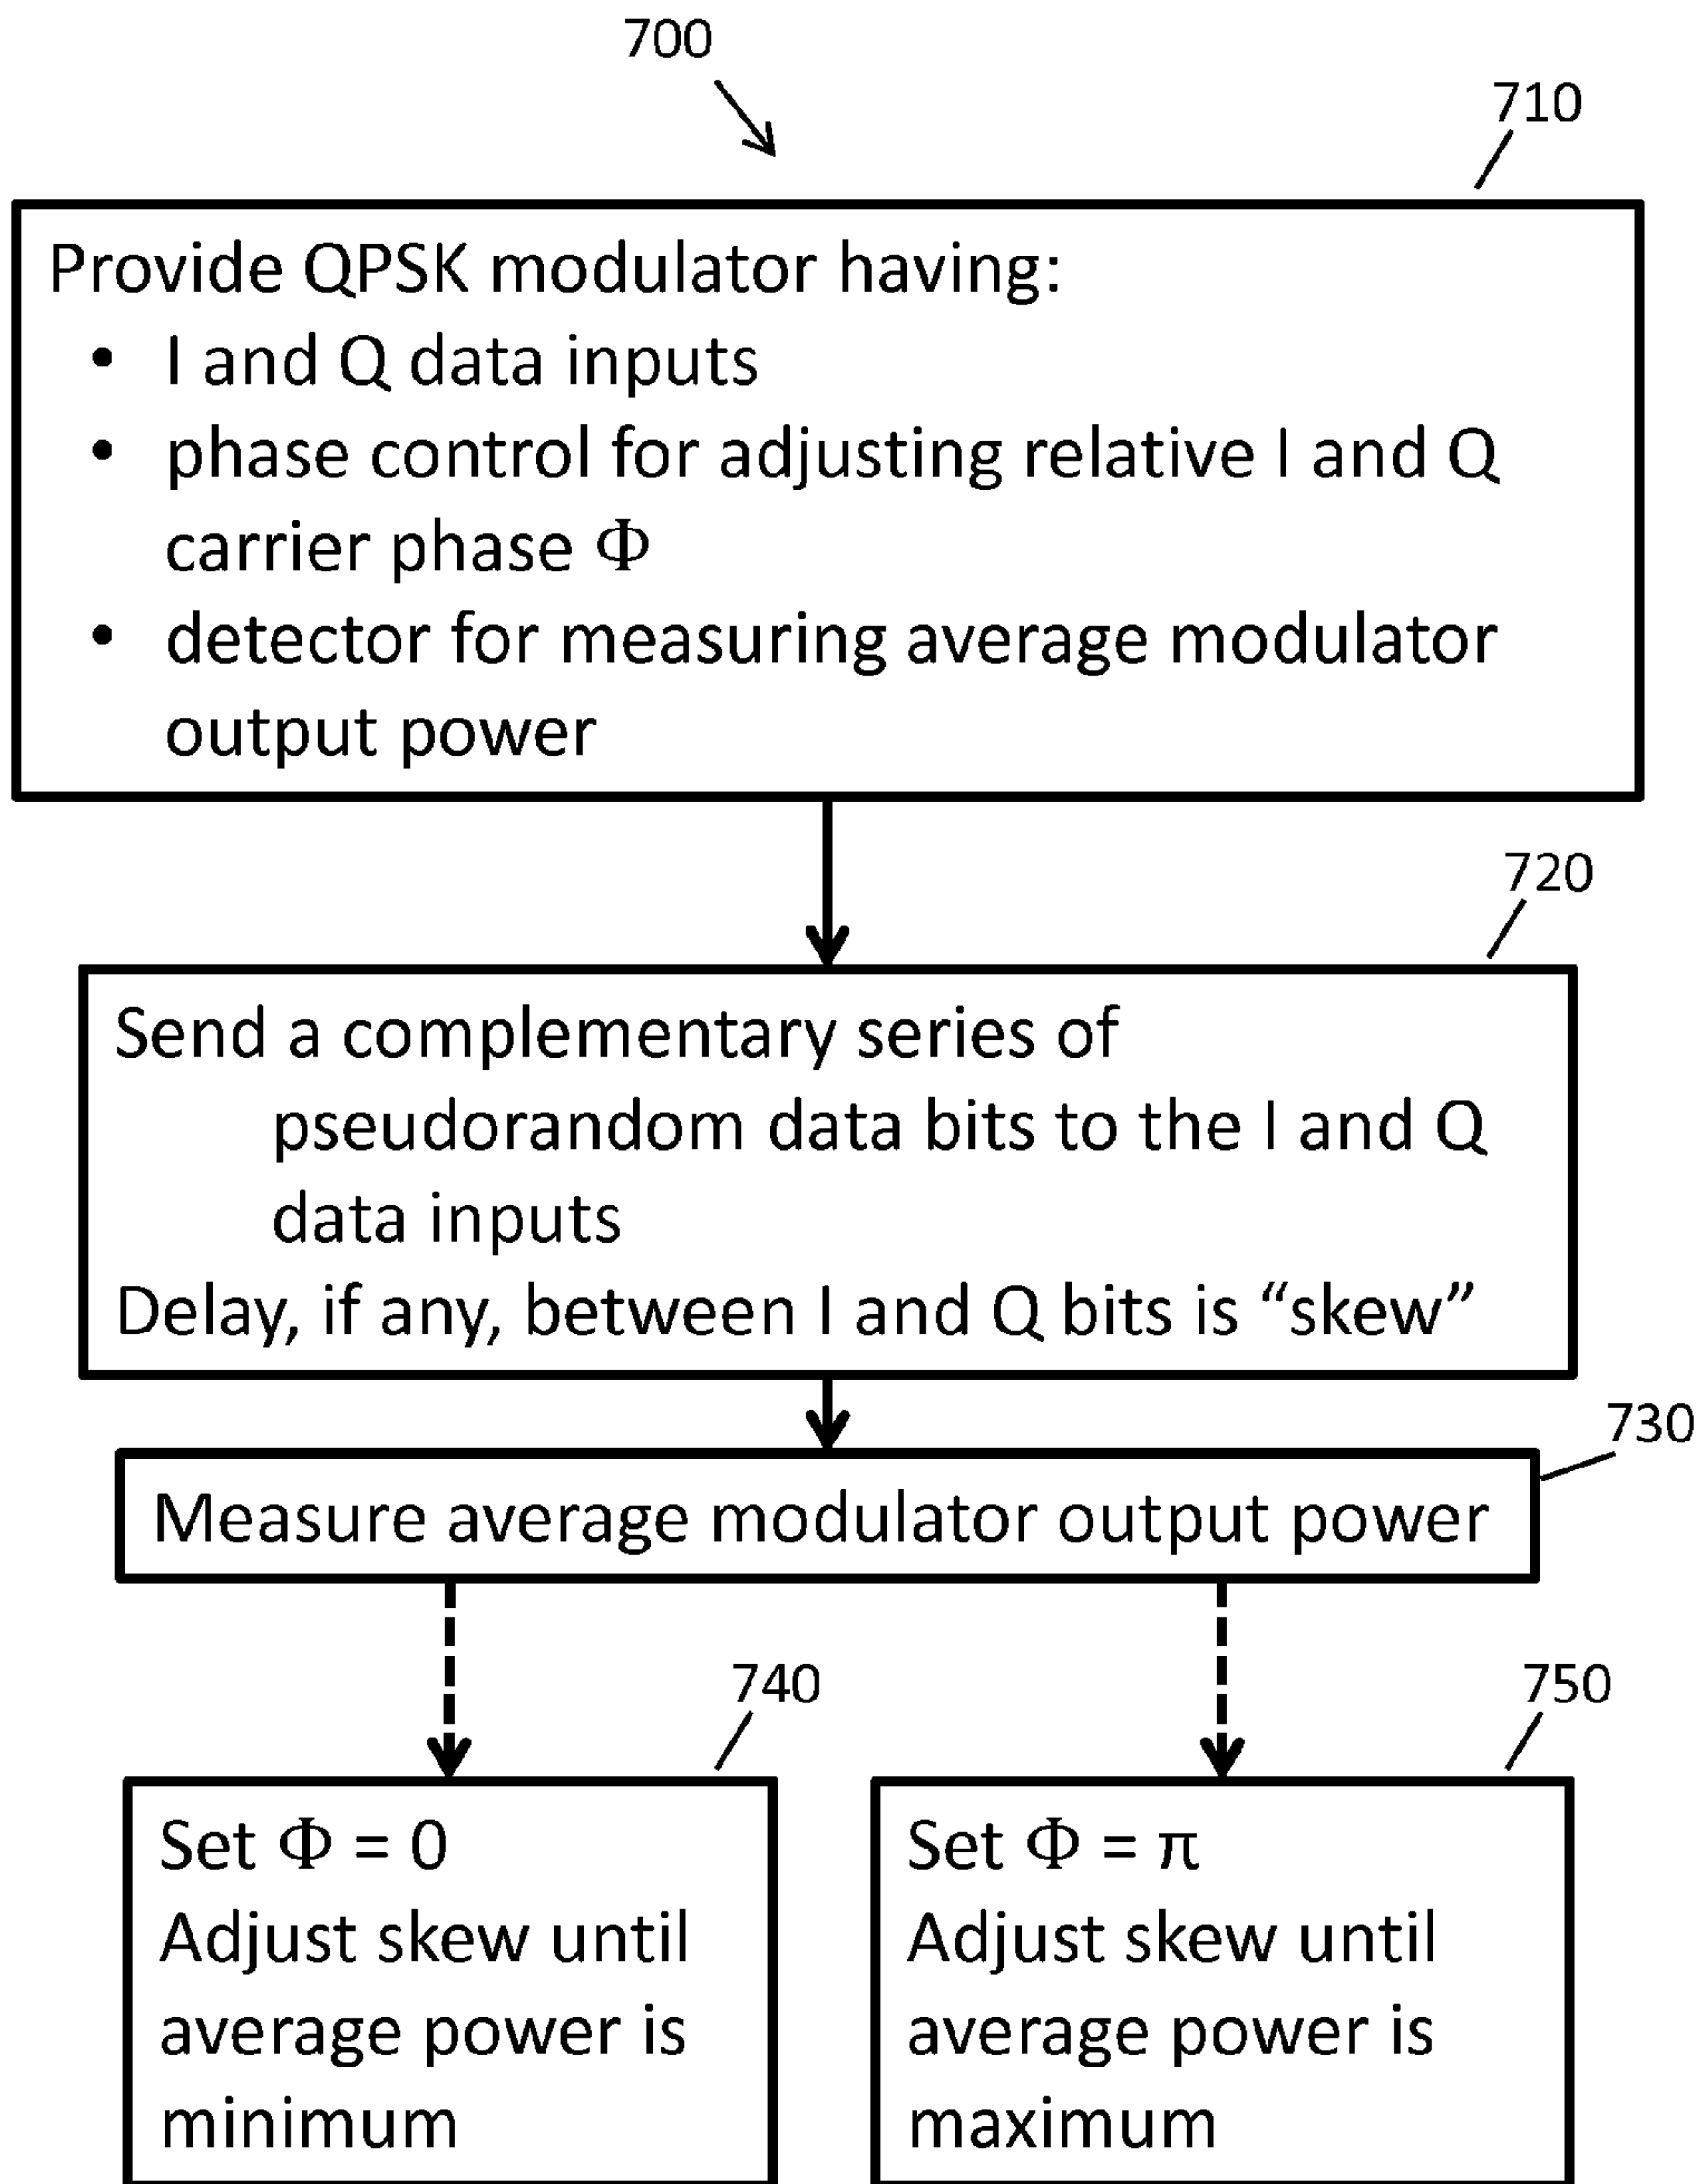 700
710
Provide QPSK modulator having:
• I and Q data inputs
• phase control for adjusting relative I and Q
carrier phase Φ
• detector for measuring average modulator
output power
720
Send a complementary series of
pseudorandom data bits to the I and Q
data inputs
Delay, if any, between I and Q bits is “skew”
730
Measure average modulator output power
740
Set Φ = 0
Adjust skew until
average power is
minimum
750
Set Φ = π
Adjust skew until
average power is
maximum